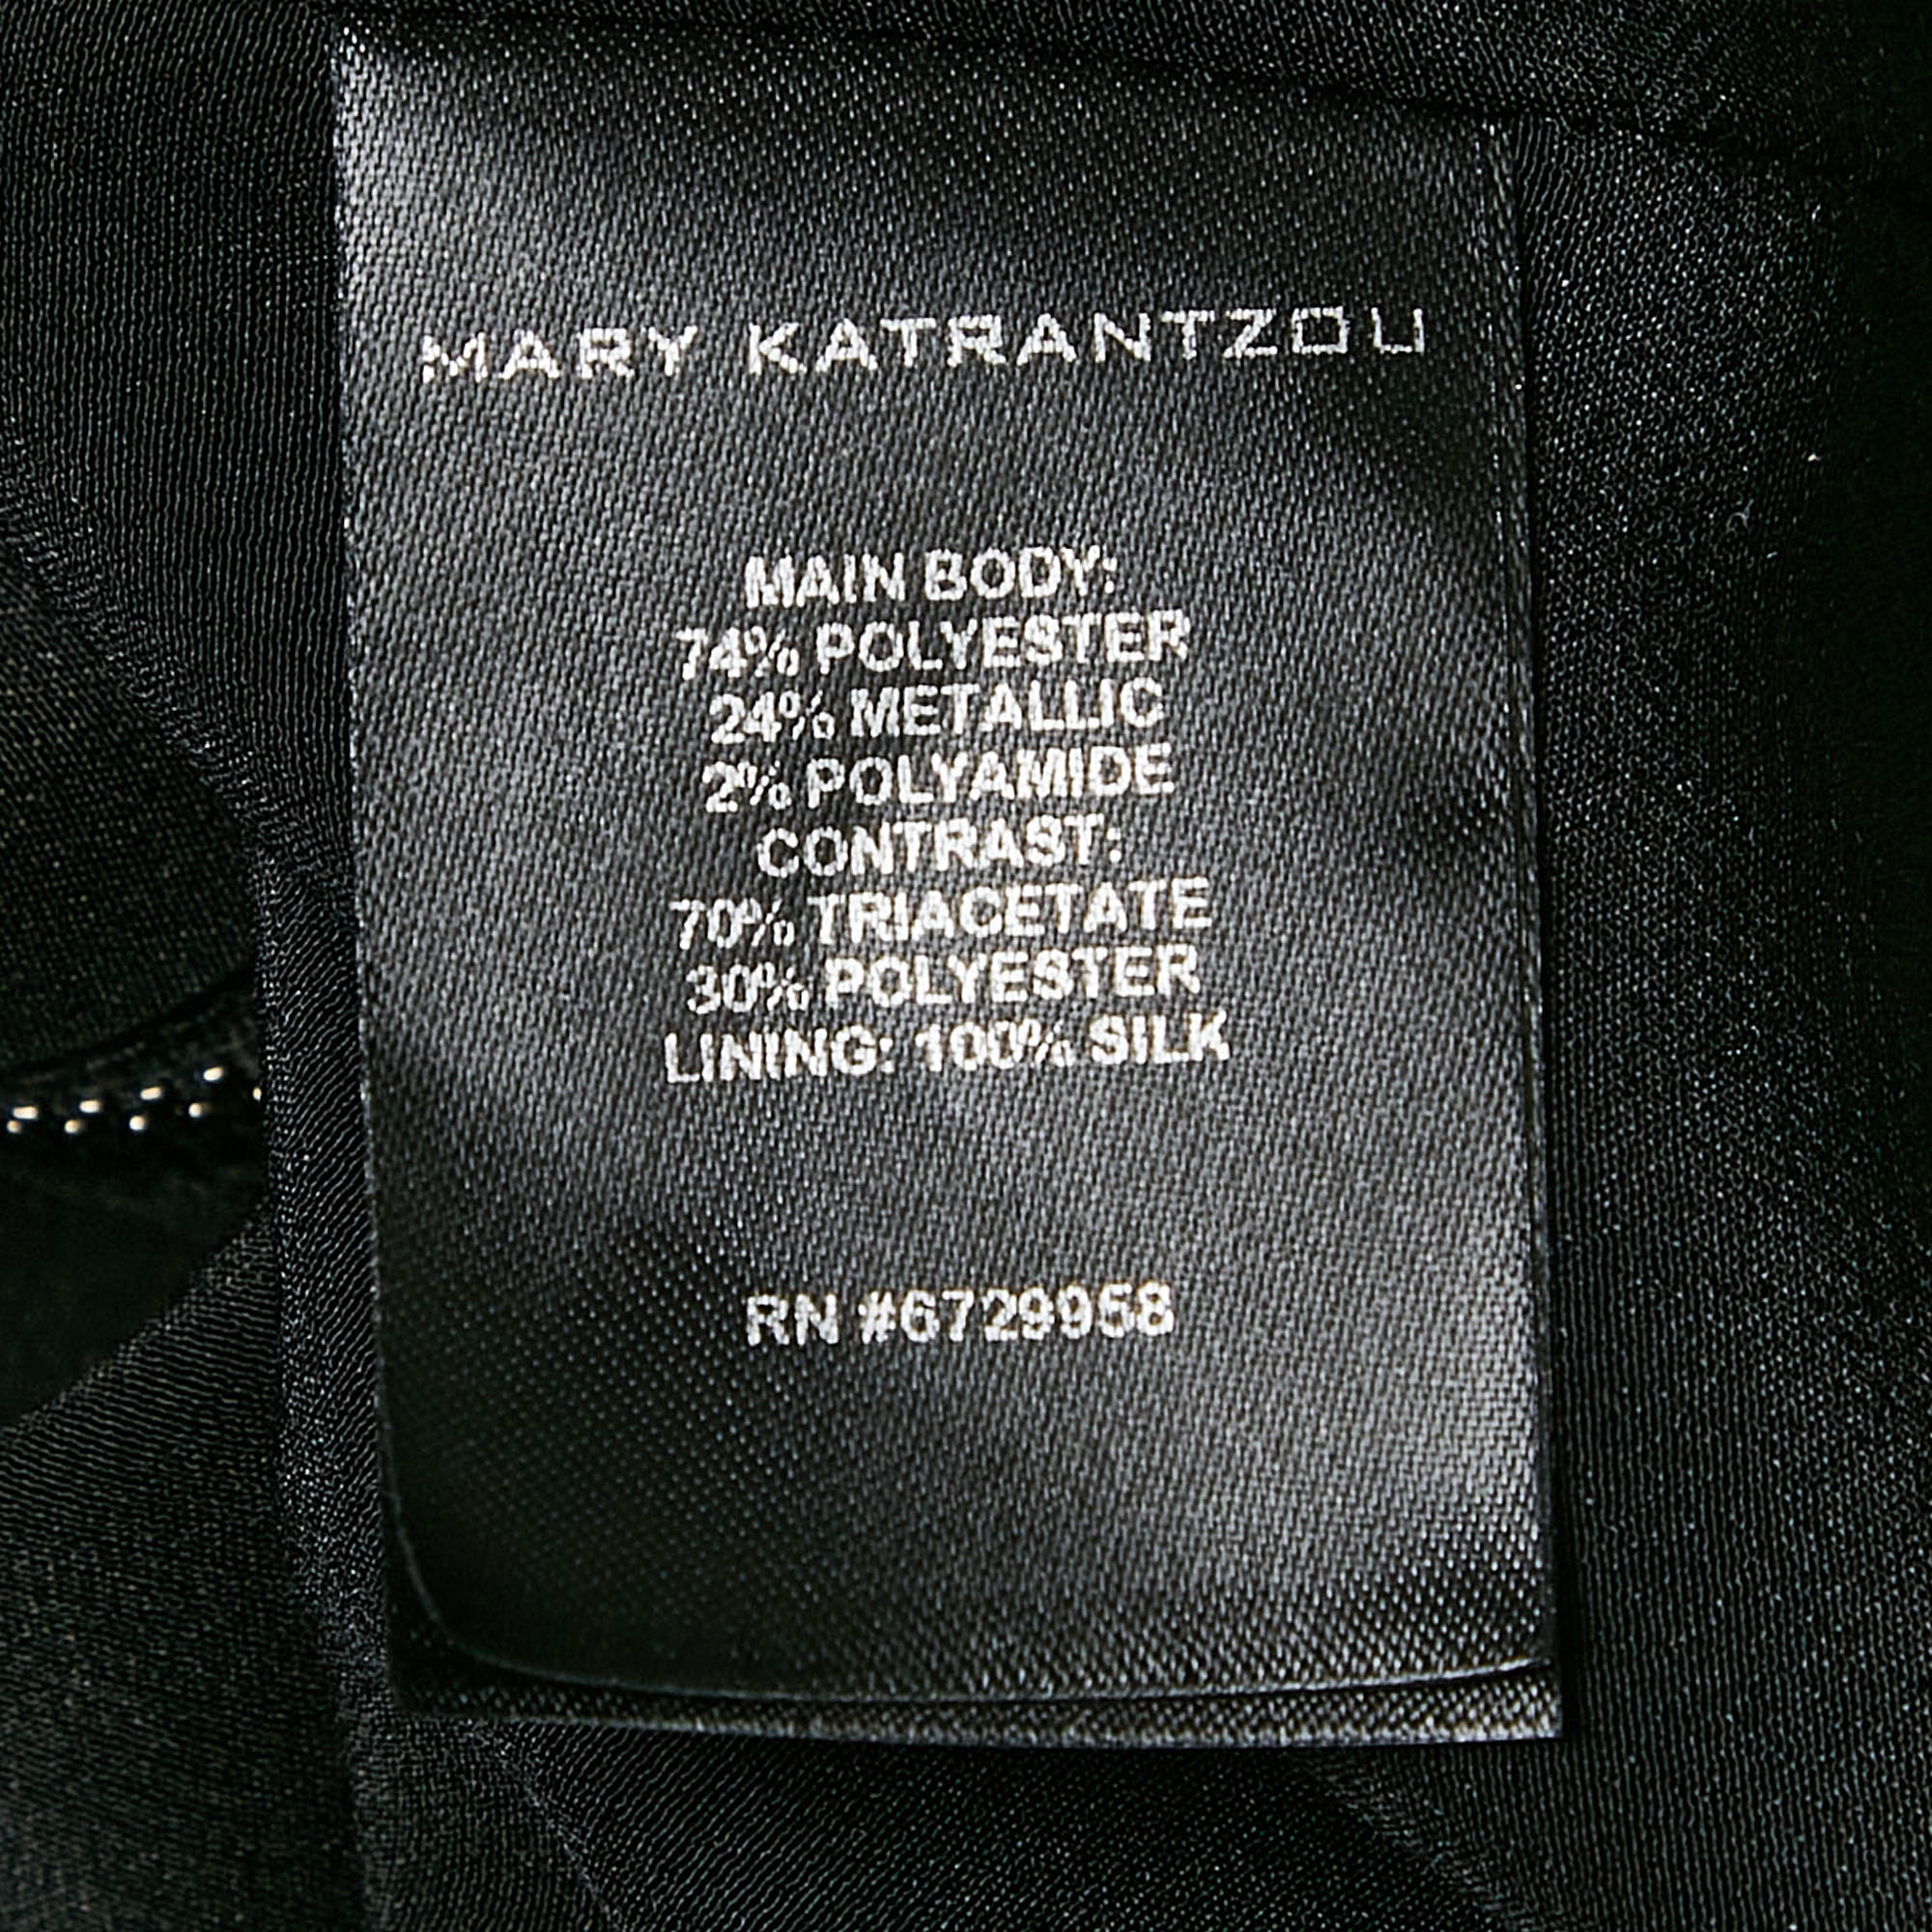 MARY KATRANTZOU
MAIN BODY:
74% POLYESTER
24% METALLIC
2% POLYAMIDE
CONTRAST:
70% TRIACETATE
30% POLYESTER
LINING: 100% SILK
RN #6729958